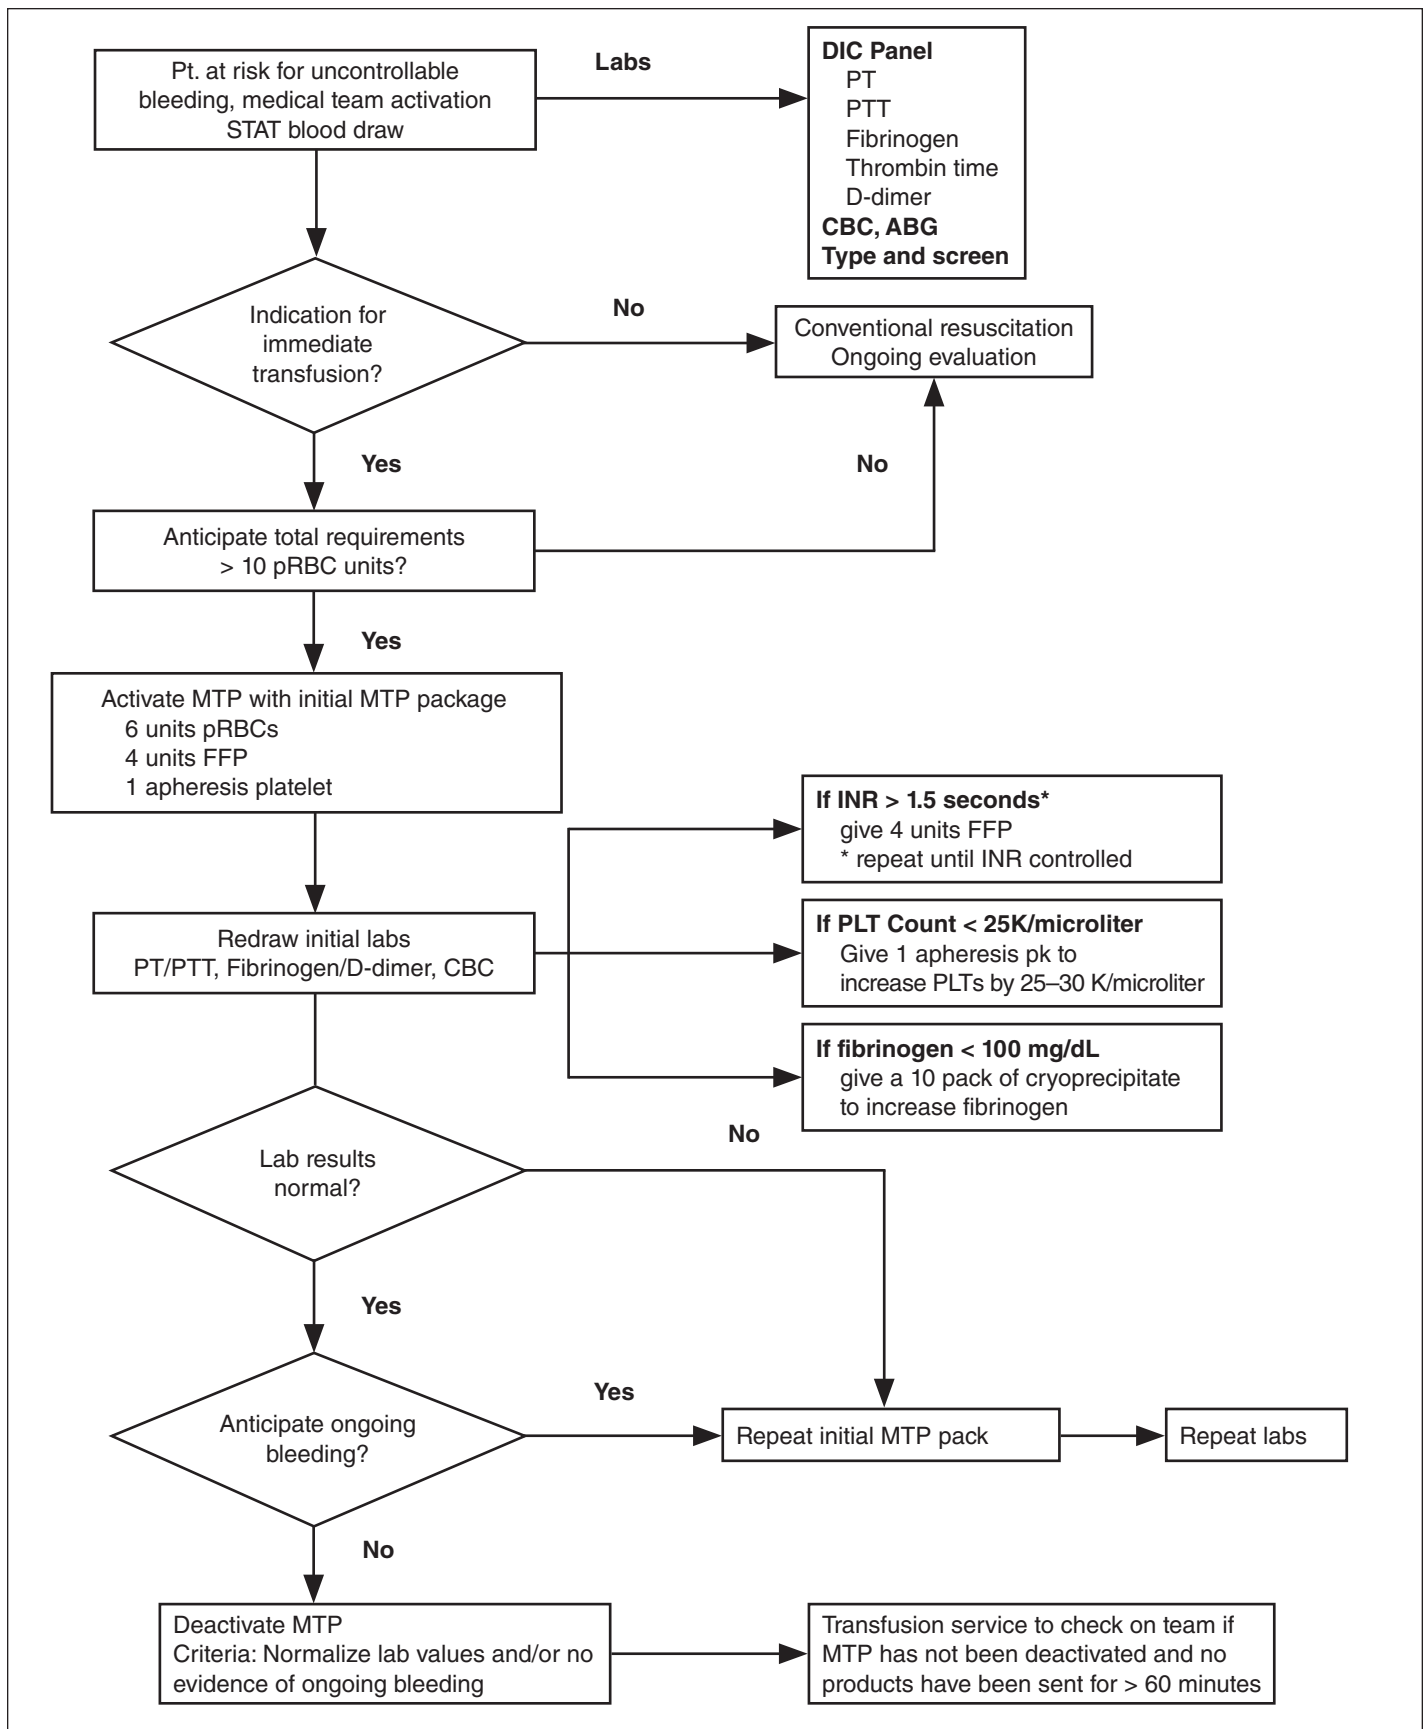 Pt. at risk for uncontrollable
bleeding, medical team activation
STAT blood draw
Labs
DIC Panel
PT
PTT
Fibrinogen
Thrombin time
D-dimer
CBC, ABG
Type and screen
Indication for
immediate
transfusion?
No
Conventional resuscitation
Ongoing evaluation
Yes
No
Anticipate total requirements
> 10 pRBC units?
Yes
Activate MTP with initial MTP package
6 units pRBCs
4 units FFP
1 apheresis platelet
If INR > 1.5 seconds*
give 4 units FFP
* repeat until INR controlled
Redraw initial labs
PT/PTT, Fibrinogen/D-dimer, CBC
If PLT Count < 25K/microliter
Give 1 apheresis pk to
increase PLTs by 25–30 K/microliter
If fibrinogen < 100 mg/dL
give a 10 pack of cryoprecipitate
to increase fibrinogen
Lab results
normal?
No
Yes
Anticipate ongoing
bleeding?
Yes
Repeat initial MTP pack
Repeat labs
No
Deactivate MTP
Criteria: Normalize lab values and/or no
evidence of ongoing bleeding
Transfusion service to check on team if
MTP has not been deactivated and no
products have been sent for > 60 minutes